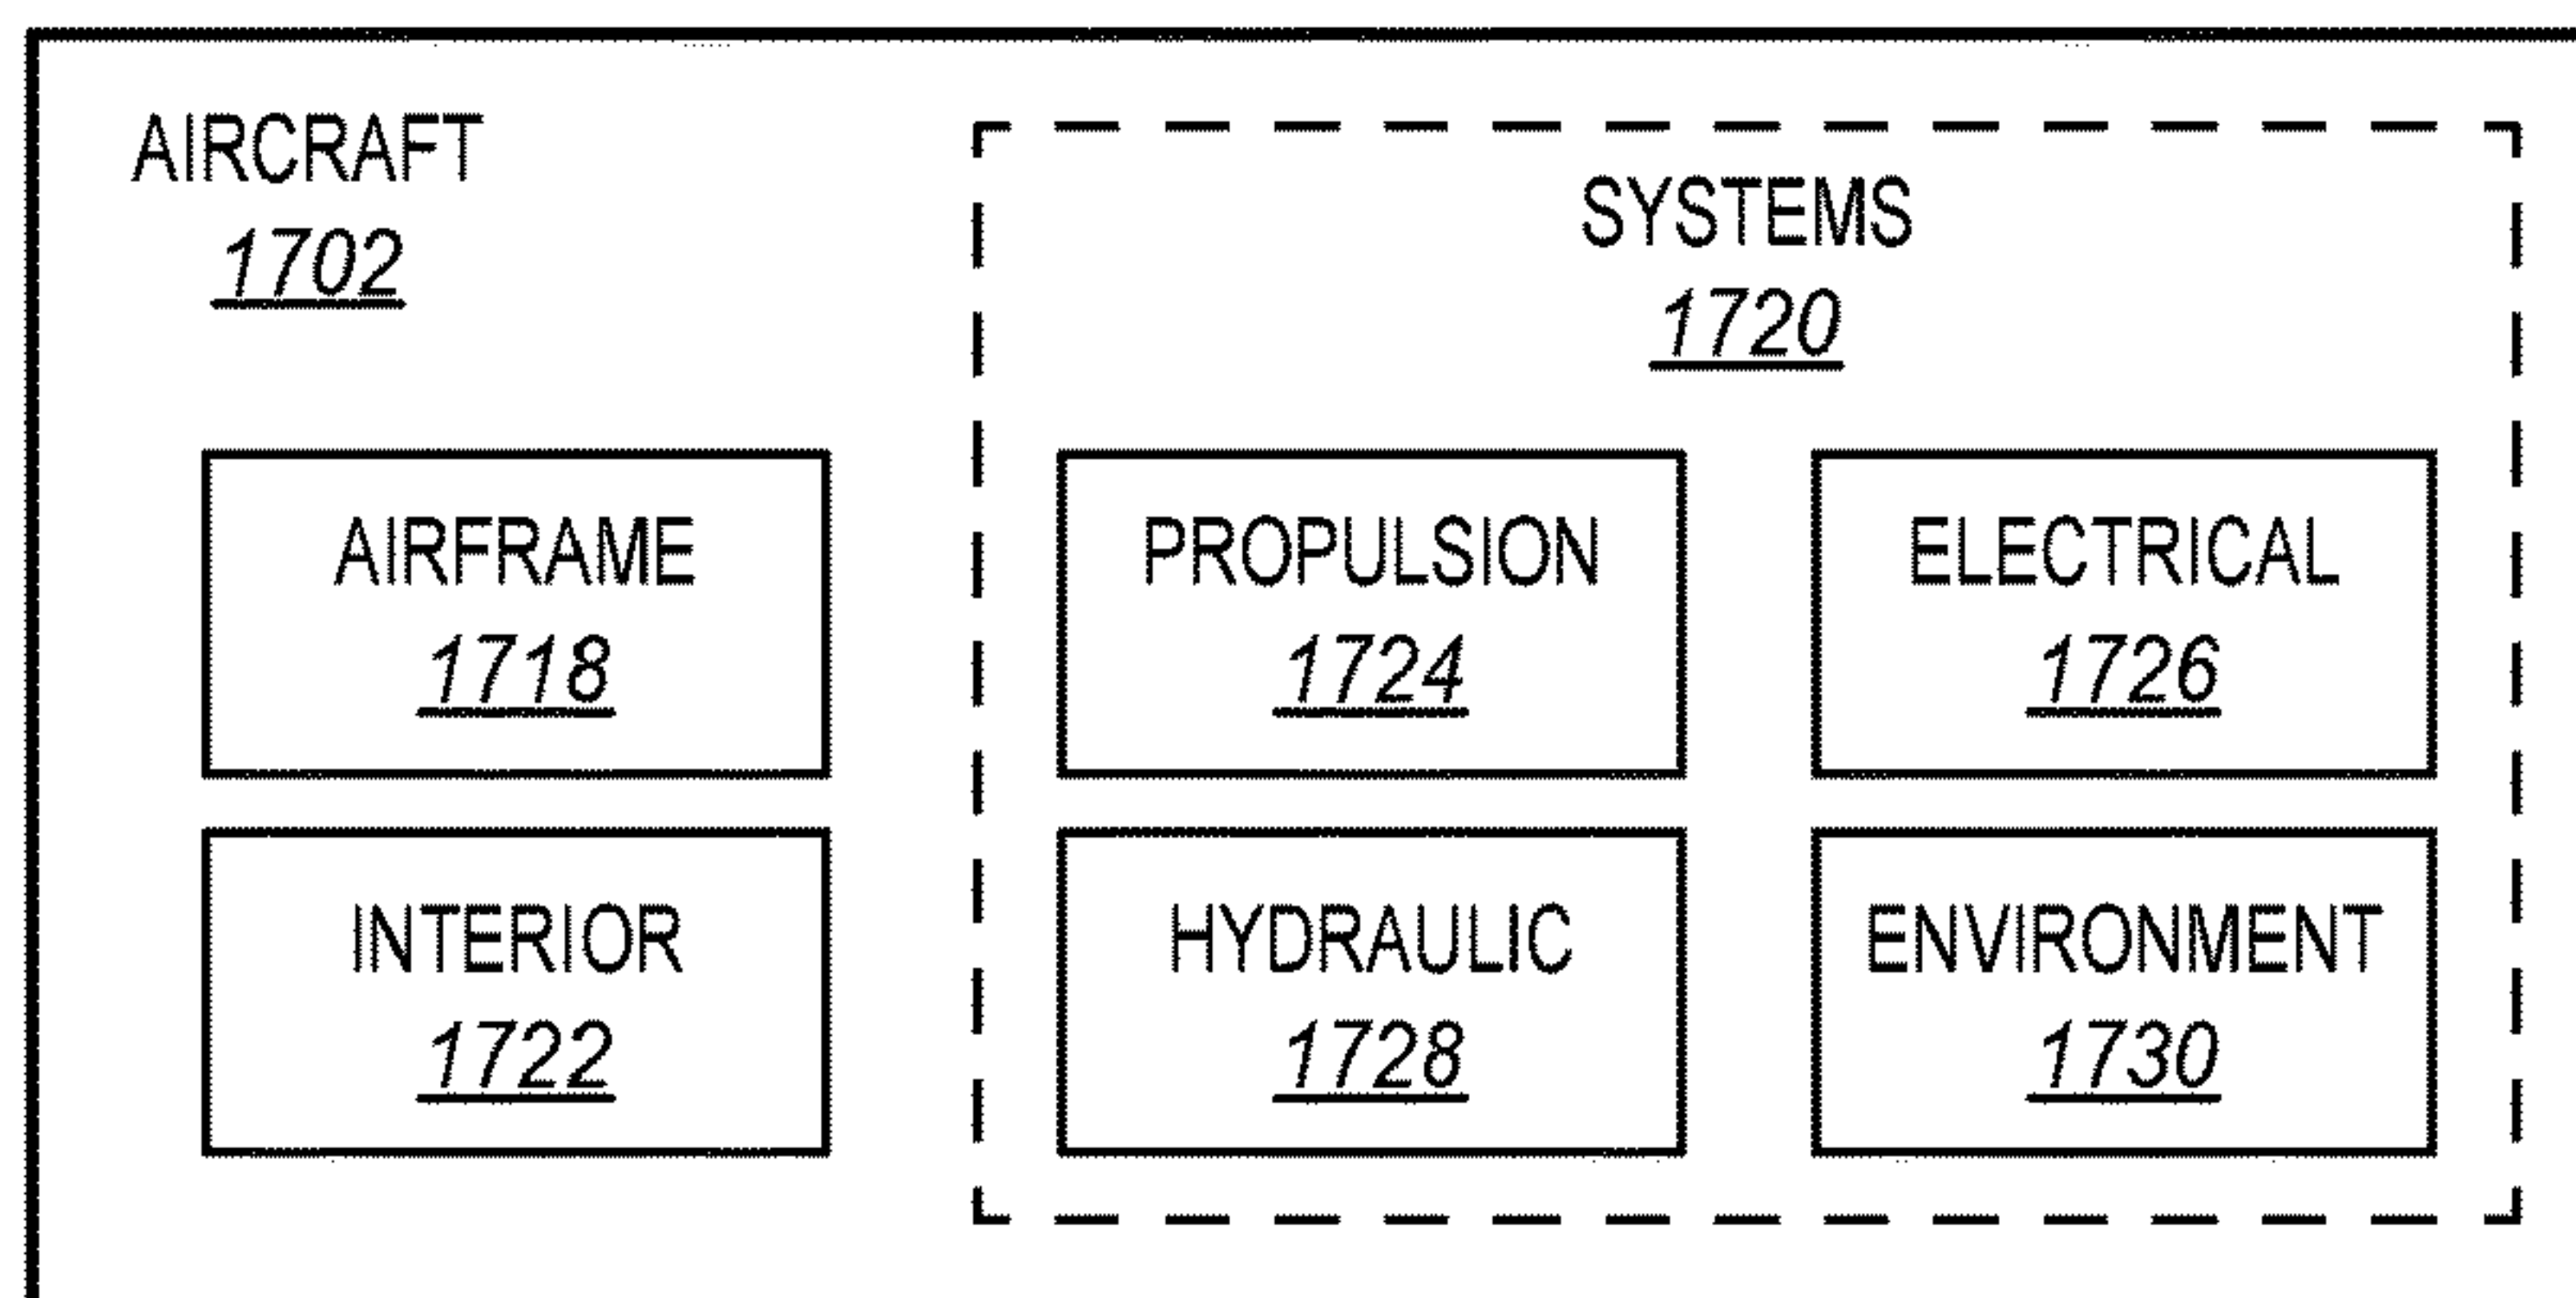 AIRCRAFT
1702
SYSTEMS
1720
AIRFRAME
1718
PROPULSION
1724
ELECTRICAL
1726
INTERIOR
1722
HYDRAULIC
1728
ENVIRONMENT
1730